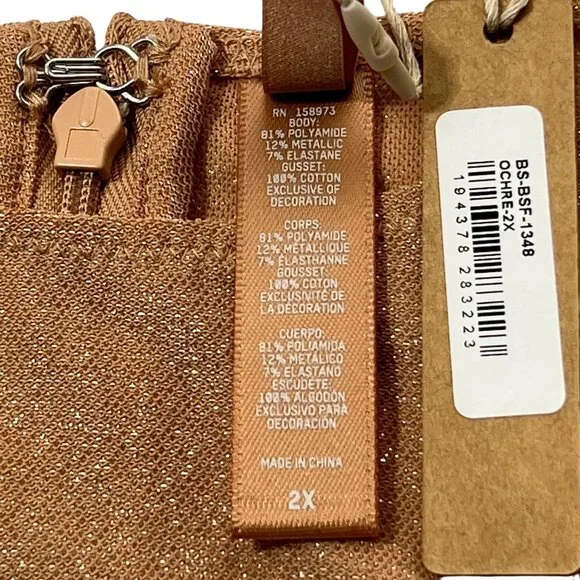 RN 158973
BODY:
81% POLYAMIDE
12% METALLIC
7% ELASTANE
GUSSET:
100% COTTON
EXCLUSIVE OF
DECORATION
CORPS:
81% POLYAMIDE
12% MÉTALLIQUE
7% ÉLASTHANNE
GOUSSET:
100% COTON
EXCLUSIVITÉ DE
LA DÉCORATION
CUERPO:
81% POLIAMIDA
12% METÁLICO
7% ELASTANO
ESCUDETE:
100% ALGODÓN
EXCLUSIVO PARA
DECORACIÓN
MADE IN CHINA
2X
BS-BSF-1348
OCHRE-2X
194378 283223